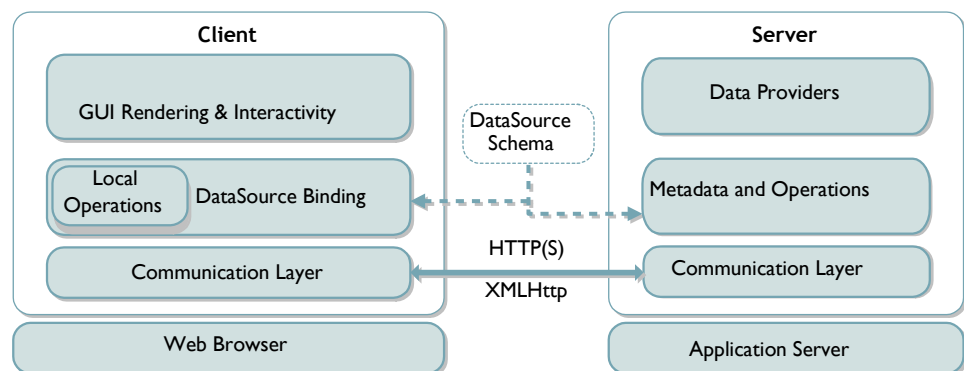 Client
GUI Rendering & Interactivity
Local
Operations
DataSource Binding
Communication Layer
Web Browser
DataSource
Schema
HTTP(S)
XMLHttp
Server
Data Providers
Metadata and Operations
Communication Layer
Application Server